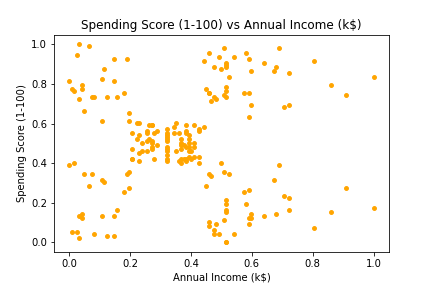 Spending Score (1-100) vs Annual Income (k$)
Spending Score (1-100)
1.0
0.8
0.6
0.4
0.2
0.0
0.0 0.2 0.4 0.6 0.8 1.0
Annual Income (k$)